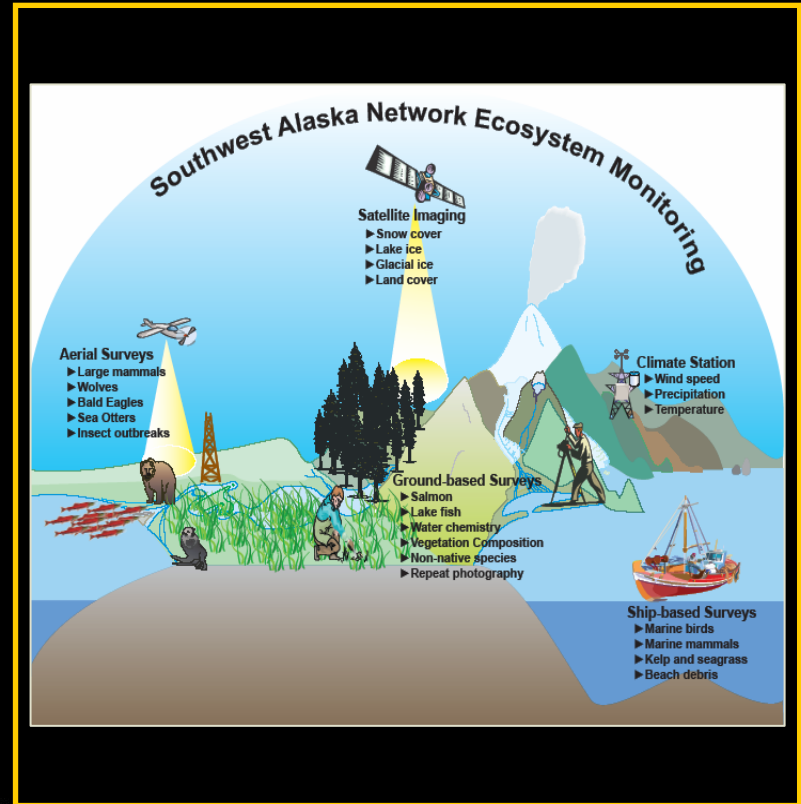 Southwest Alaska Network Ecosystem Monitoring
Satellite Imaging
▶Snow cover
▶Lake ice
▶Glacial ice
▶Land cover
Aerial Surveys
▶Large mammals
▶Wolves
▶Bald Eagles
▶Sea Otters
▶Insect outbreaks
Climate Station
▶Wind speed
▶Precipitation
▶Temperature
Ground-based Surveys
▶Salmon
▶Lake fish
▶Water chemistry
▶Vegetation Composition
▶Non-native species
▶Repeat photography
Ship-based Surveys
▶Marine birds
▶Marine mammals
▶Kelp and seagrass
▶Beach debris